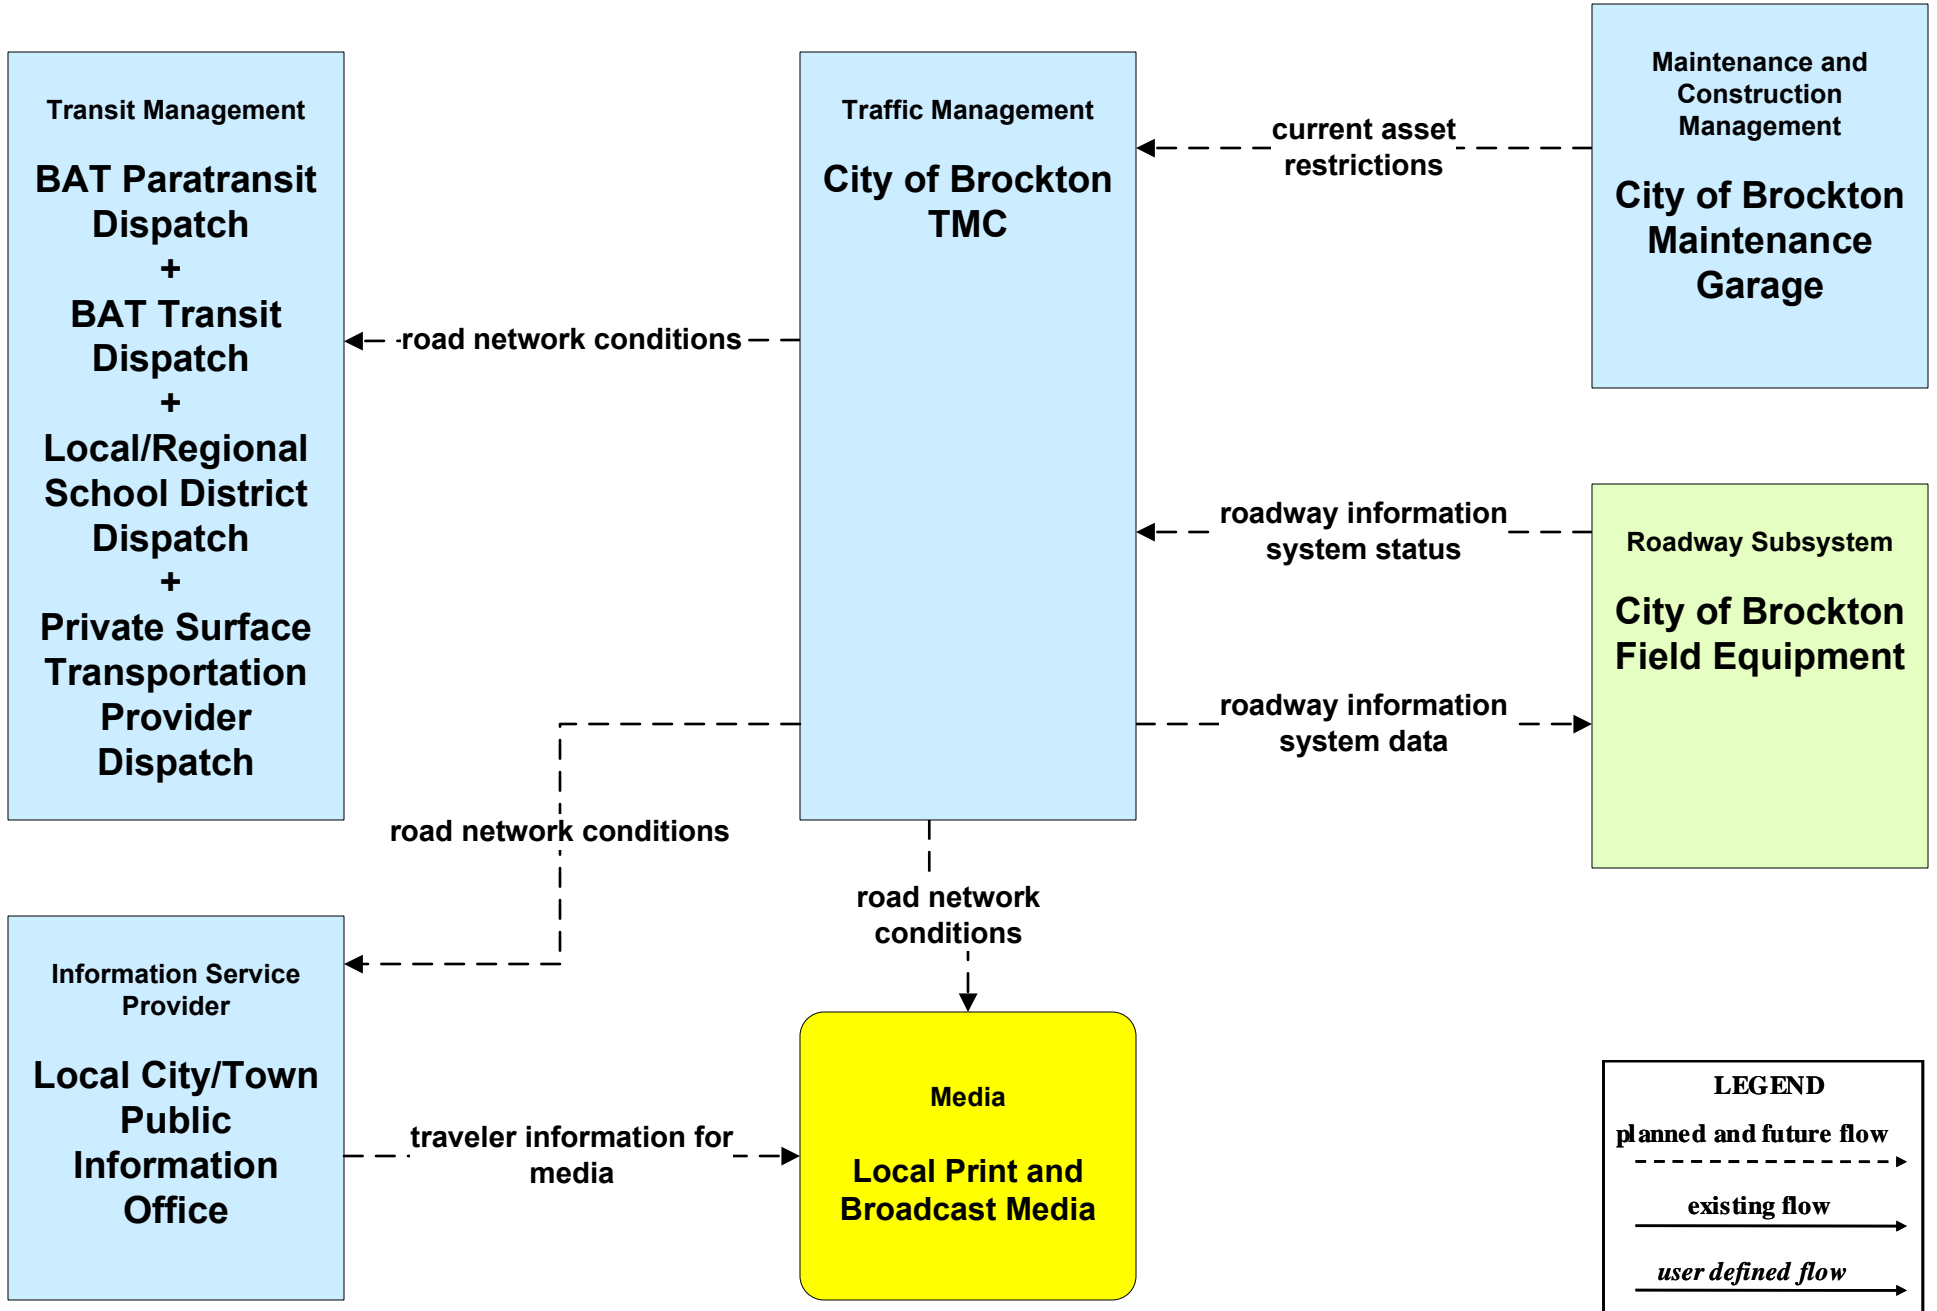 Transit Management
BAT Paratransit
Dispatch
+
BAT Transit
Dispatch
+
Local/Regional
School District
Dispatch
+
Private Surface
Transportation
Provider
Dispatch
Traffic Management
City of Brockton
TMC
Maintenance and
Construction
Management
City of Brockton
Maintenance
Garage
current asset
restrictions
road network conditions
roadway information
system status
Roadway Subsystem
City of Brockton
Field Equipment
roadway information
system data
road network conditions
road network
conditions
Information Service
Provider
Local City/Town
Public
Information
Office
traveler information for
media
Media
Local Print and
Broadcast Media
LEGEND
planned and future flow
existing flow
user defined flow